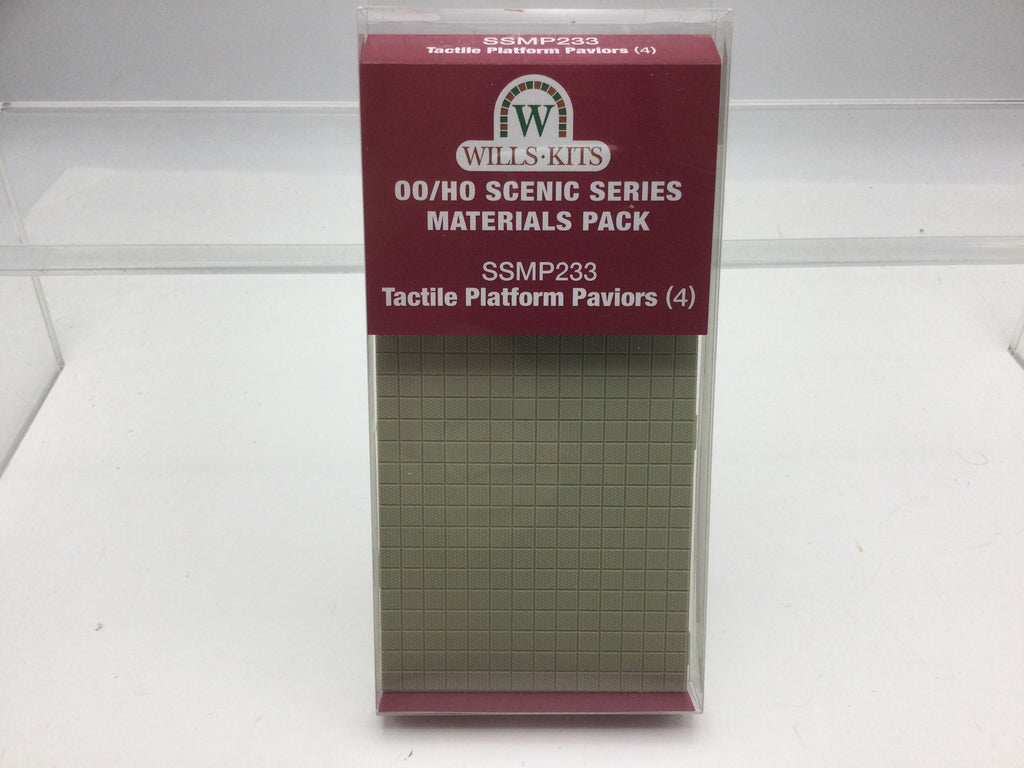 SSMP233
Tactile Platform Paviors (4)
W
WILLS·KITS
OO/HO SCENIC SERIES
MATERIALS PACK
SSMP233
Tactile Platform Paviors (4)